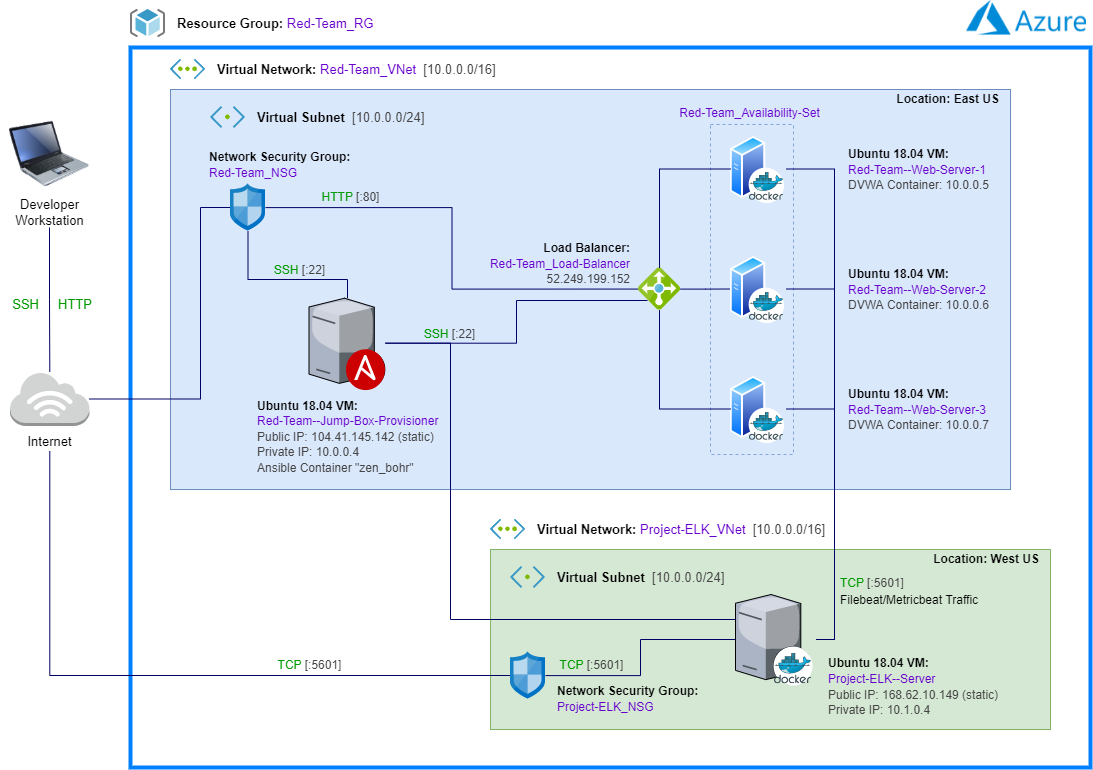 Resource Group: Red-Team_RG
Azure
Virtual Network: Red-Team_VNet [10.0.0.0/16]
Location: East US
Virtual Subnet [10.0.0.0/24]
Red-Team_Availability-Set
Network Security Group:
Red-Team_NSG
HTTP [:80]
SSH [:22]
Load Balancer:
Red-Team_Load-Balancer
52.249.199.152
SSH [:22]
docker
Ubuntu 18.04 VM:
Red-Team--Web-Server-1
DVWA Container: 10.0.0.5
docker
Ubuntu 18.04 VM:
Red-Team--Web-Server-2
DVWA Container: 10.0.0.6
docker
Ubuntu 18.04 VM:
Red-Team--Web-Server-3
DVWA Container: 10.0.0.7
Developer
Workstation
SSH
HTTP
Internet
A
Ubuntu 18.04 VM:
Red-Team--Jump-Box-Provisioner
Public IP: 104.41.145.142 (static)
Private IP: 10.0.0.4
Ansible Container "zen_bohr"
Virtual Network: Project-ELK_VNet [10.0.0.0/16]
Location: West US
Virtual Subnet [10.0.0.0/24]
TCP [:5601]
Filebeat/Metricbeat Traffic
TCP [:5601]
TCP [:5601]
Network Security Group:
Project-ELK_NSG
docker
Ubuntu 18.04 VM:
Project-ELK--Server
Public IP: 168.62.10.149 (static)
Private IP: 10.1.0.4